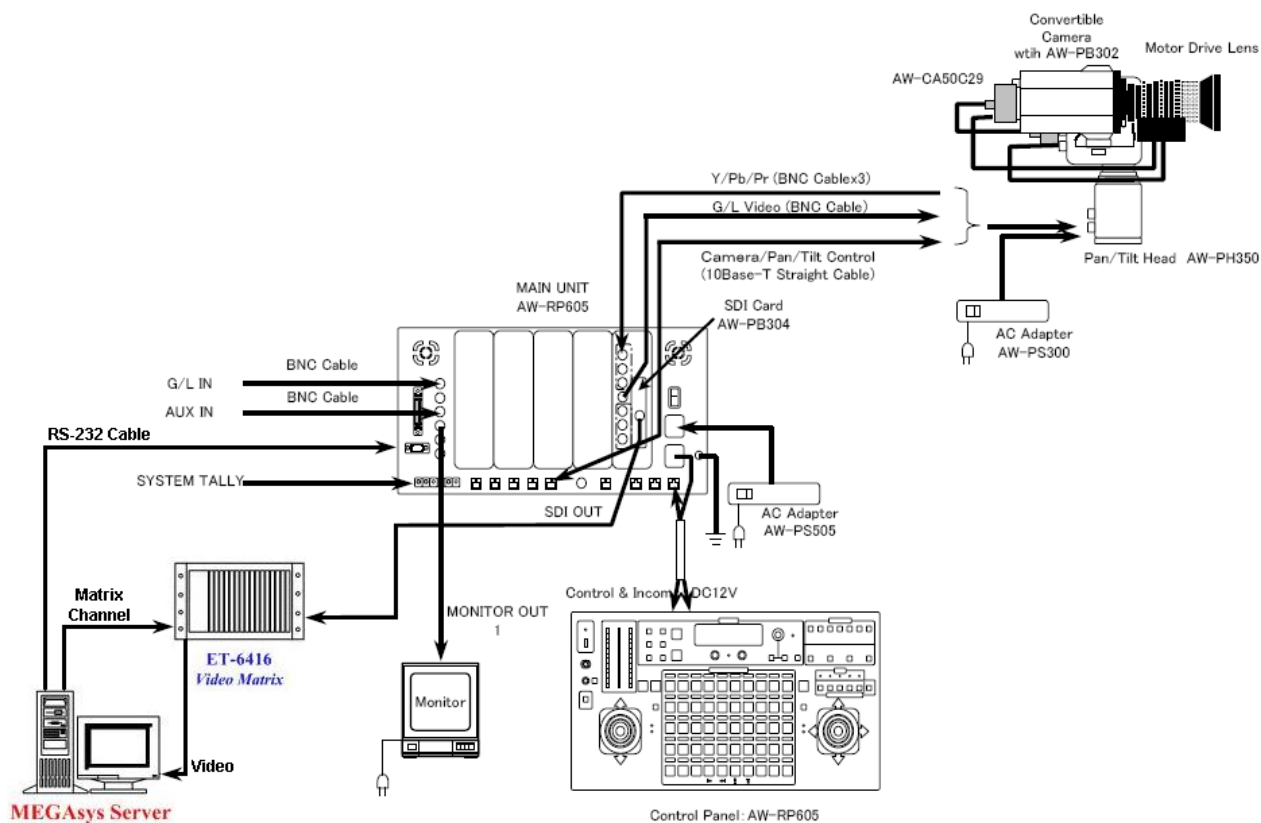 Convertible
Camera
wtih AW-PB302
Motor Drive Lens
AW-CA50C29
Y/Pb/Pr (BNC Cablex3)
G/L Video (BNC Cable)
Camera/Pan/Tilt Control
(10Base-T Straight Cable)
Pan/Tilt Head AW-PH350
MAIN UNIT
AW-RP605
SDI Card
AW-PB304
AC Adapter
AW-PS300
BNC Cable
G/L IN
BNC Cable
AUX IN
RS-232 Cable
SYSTEM TALLY
SDI OUT
AC Adapter
AW-PS505
Matrix
Channel
Control & Incom
DC12V
MONITOR OUT
1
ET-6416
Video Matrix
Monitor
Video
MEGAsys Server
Control Panel: AW-RP605